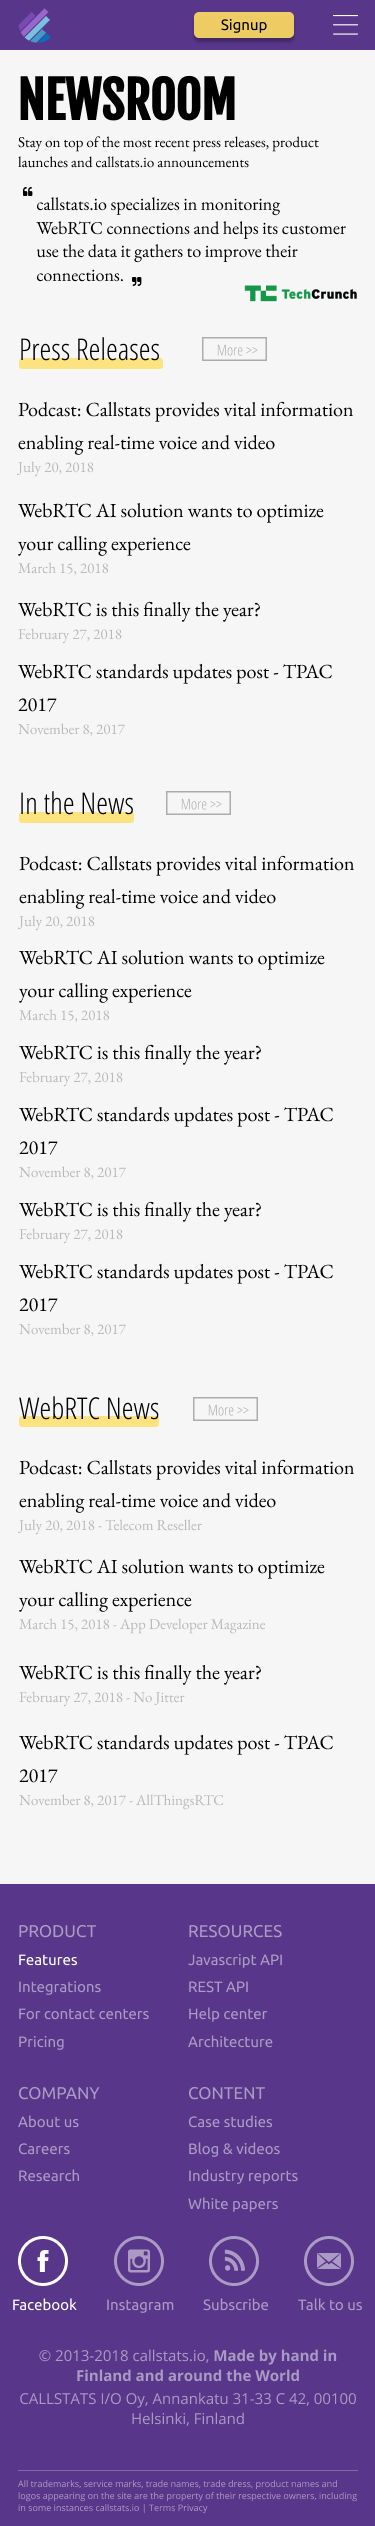 Signup
NEWSROOM
Stay on top of the most recent press releases, product
launches and callstats.io announcements
❝ callstats.io specializes in monitoring
WebRTC connections and helps its customer
use the data it gathers to improve their
connections. ❞
TC TechCrunch
Press Releases
More >>
Podcast: Callstats provides vital information
enabling real-time voice and video
July 20, 2018
WebRTC AI solution wants to optimize
your calling experience
March 15, 2018
WebRTC is this finally the year?
February 27, 2018
WebRTC standards updates post - TPAC
2017
November 8, 2017
In the News
More >>
Podcast: Callstats provides vital information
enabling real-time voice and video
July 20, 2018
WebRTC AI solution wants to optimize
your calling experience
March 15, 2018
WebRTC is this finally the year?
February 27, 2018
WebRTC standards updates post - TPAC
2017
November 8, 2017
WebRTC is this finally the year?
February 27, 2018
WebRTC standards updates post - TPAC
2017
November 8, 2017
WebRTC News
More >>
Podcast: Callstats provides vital information
enabling real-time voice and video
July 20, 2018 - Telecom Reseller
WebRTC AI solution wants to optimize
your calling experience
March 15, 2018 - App Developer Magazine
WebRTC is this finally the year?
February 27, 2018 - No Jitter
WebRTC standards updates post - TPAC
2017
November 8, 2017 - AllThingsRTC
PRODUCT
Features
Integrations
For contact centers
Pricing
RESOURCES
Javascript API
REST API
Help center
Architecture
COMPANY
About us
Careers
Research
CONTENT
Case studies
Blog & videos
Industry reports
White papers
Facebook
Instagram
Subscribe
Talk to us
© 2013-2018 callstats.io, Made by hand in
Finland and around the World
CALLSTATS I/O Oy, Annankatu 31-33 C 42, 00100
Helsinki, Finland
All trademarks, service marks, trade names, trade dress, product names and
logos appearing on the site are the property of their respective owners, including
in some instances callstats.io | Terms Privacy